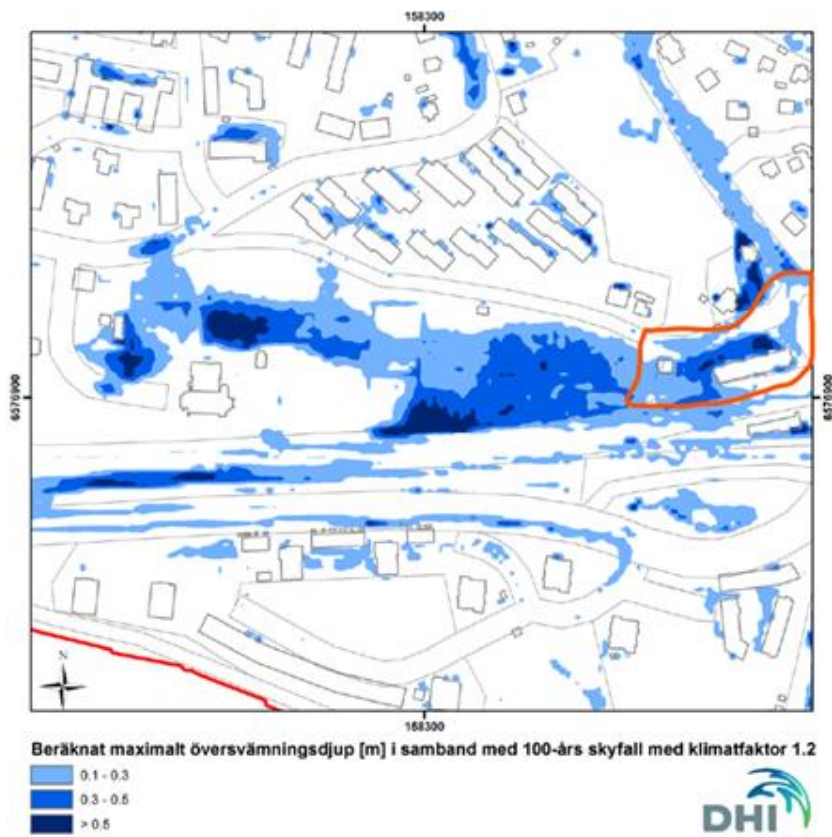 158300
6576900
6576900
N
158300
Beräknat maximalt översvämningsdjup [m] i samband med 100-års skyfall med klimatfaktor 1.2
0.1 - 0.3
0.3 - 0.5
> 0.5
DHI